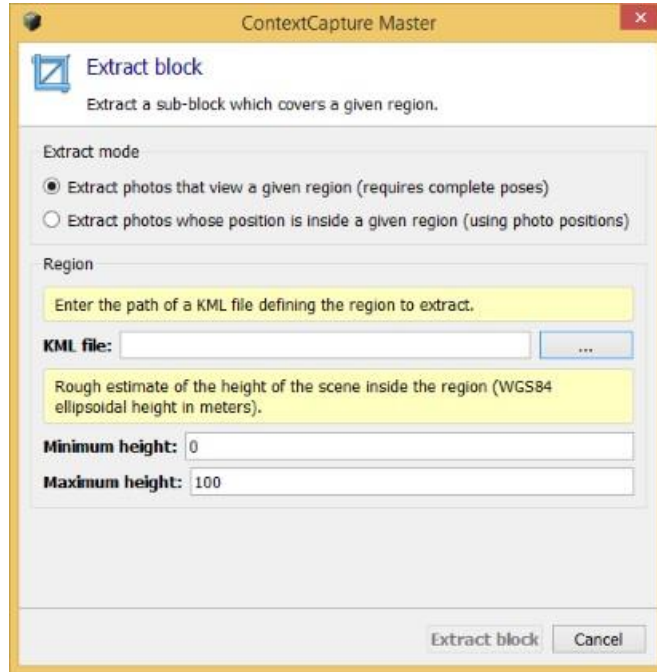 ContextCapture Master
Extract block
Extract a sub-block which covers a given region.
Extract mode
Extract photos that view a given region (requires complete poses)
Extract photos whose position is inside a given region (using photo positions)
Region
Enter the path of a KML file defining the region to extract.
KML file:
...
Rough estimate of the height of the scene inside the region (WGS84
ellipsoidal height in meters).
Minimum height: 0
Maximum height: 100
Extract block Cancel